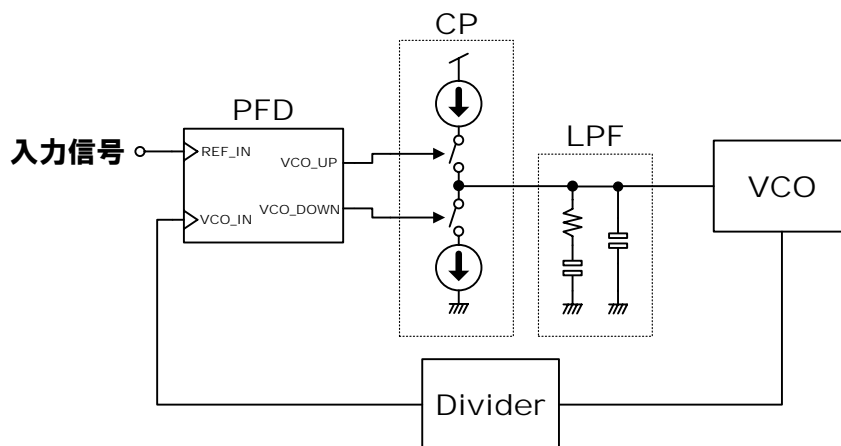 CP
PFD
LPF
入力信号
REF_IN
VCO_UP
VCO
VCO_IN
VCO_DOWN
Divider